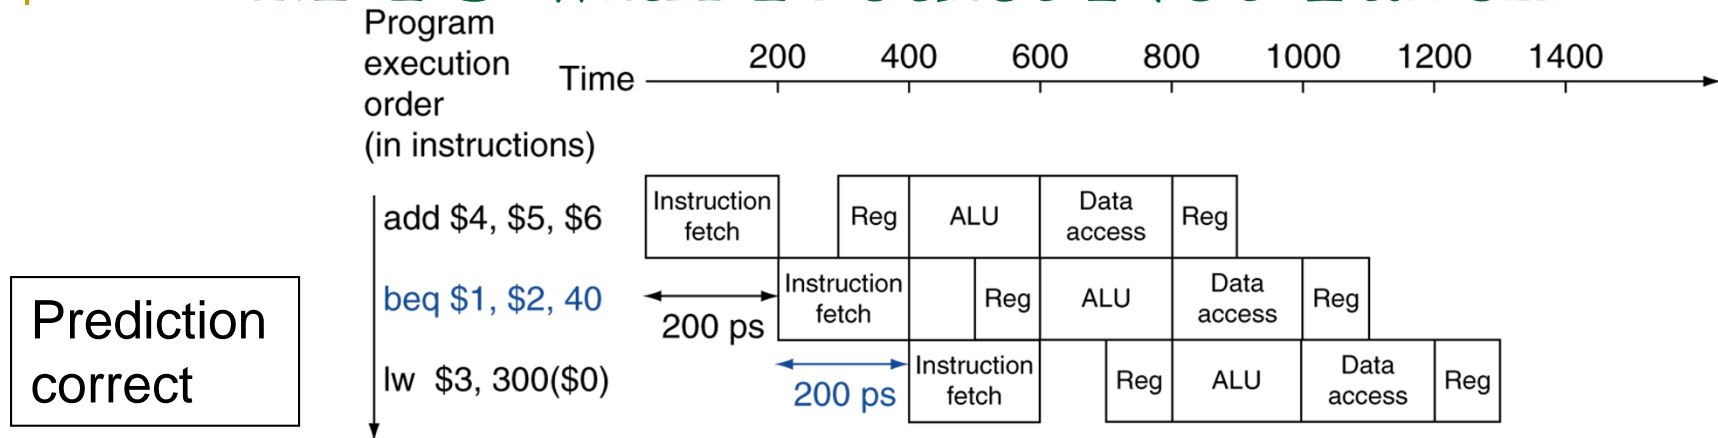 Program
execution
order
(in instructions)
Time
200 400 600 800 1000 1200 1400
add $4, $5, $6
Instruction
fetch
Reg
ALU
Data
access
Reg
beq $1, $2, 40
200 ps
Instruction
fetch
Reg
ALU
Data
access
Reg
lw $3, 300($0)
200 ps
Instruction
fetch
Reg
ALU
Data
access
Reg
Prediction
correct